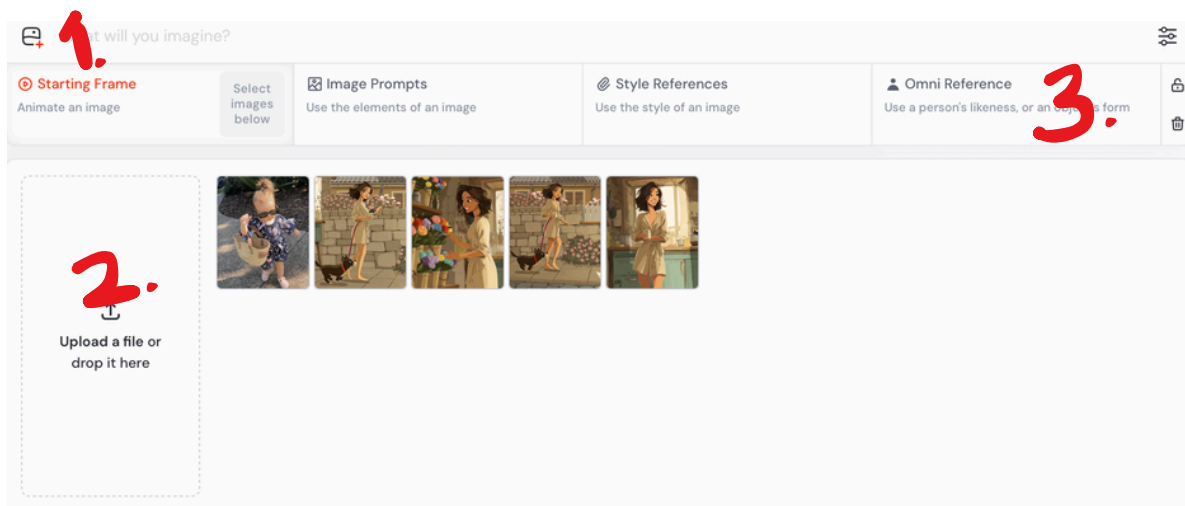 1.
will you imagine?
Starting Frame
Animate an image
Select
images
below
Image Prompts
Use the elements of an image
Style References
Use the style of an image
Omni Reference
Use a person's likeness, or an object's form
3.
2.
Upload a file or
drop it here